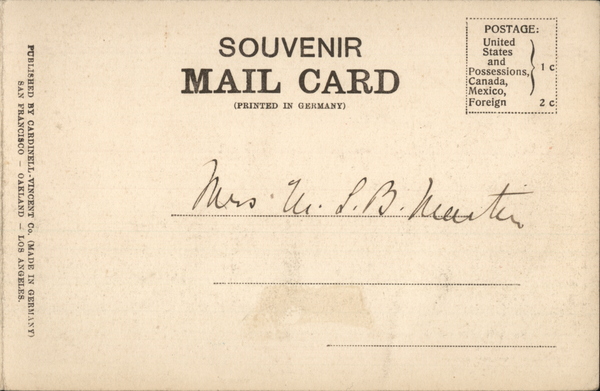 SOUVENIR
MAIL CARD
(PRINTED IN GERMANY)
POSTAGE:
United
States
and
Possessions,
Canada,
Mexico,
1 c
Foreign 2 c
Mrs M. S. B. Martin
PUBLISHED BY CARDINELL-VINCENT CO. (MADE IN GERMANY)
SAN FRANCISCO — OAKLAND — LOS ANGELES.